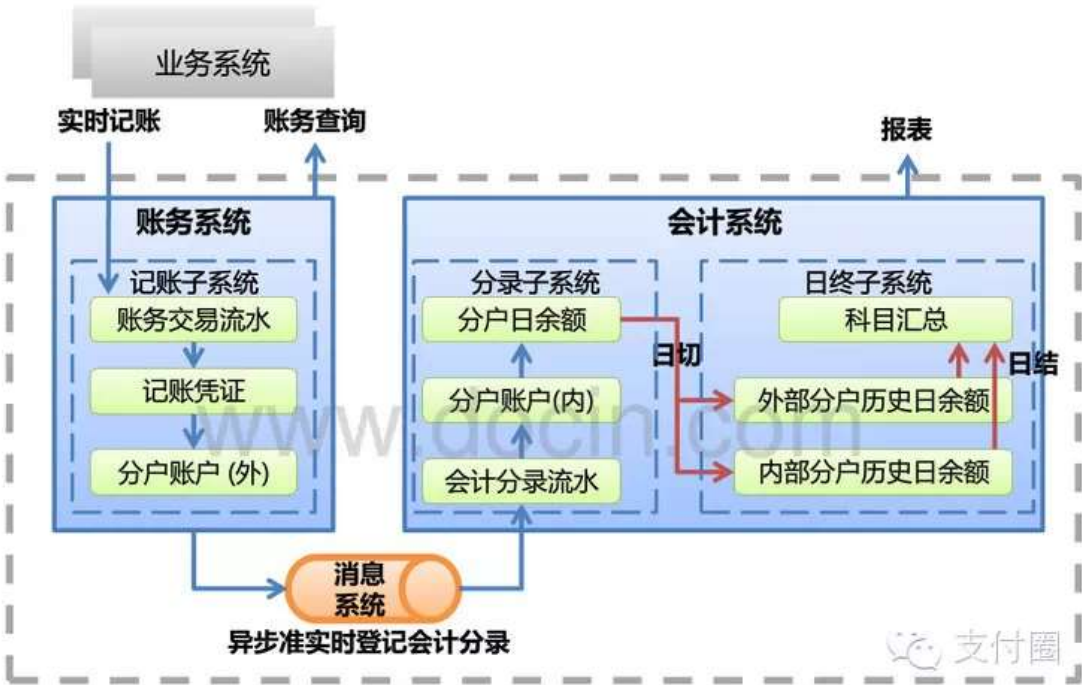 业务系统
实时记账
账务查询
报表
账务系统
会计系统
记账子系统
账务交易流水
记账凭证
分户账户 (外)
分录子系统
分户日余额
分户账户(内)
会计分录流水
日切
日终子系统
科目汇总
日结
外部分户历史日余额
内部分户历史日余额
www.docin.com
消息
系统
异步准实时登记会计分录
支付圈